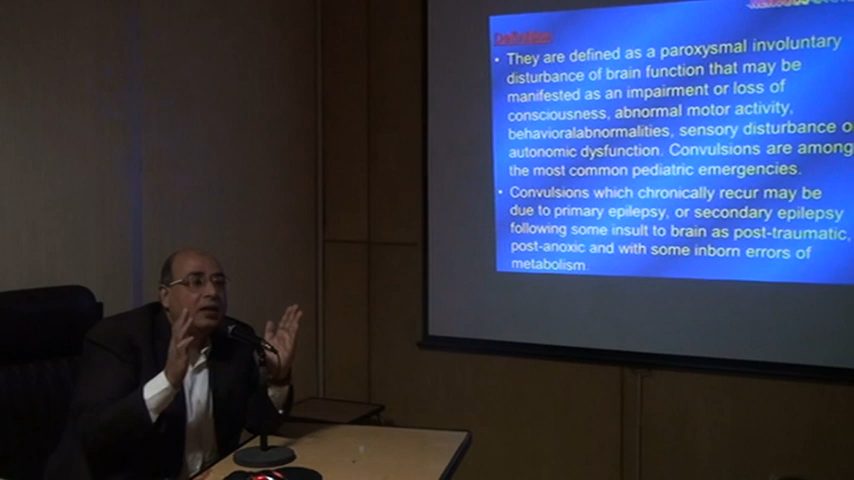 Definition
• They are defined as a paroxysmal involuntary
disturbance of brain function that may be
manifested as an impairment or loss of
consciousness, abnormal motor activity,
behavioralabnormalities, sensory disturbance o
autonomic dysfunction. Convulsions are among
the most common pediatric emergencies.
• Convulsions which chronically recur may be
due to primary epilepsy, or secondary epilepsy
following some insult to brain as post-traumatic,
post-anoxic and with some inborn errors of
metabolism.